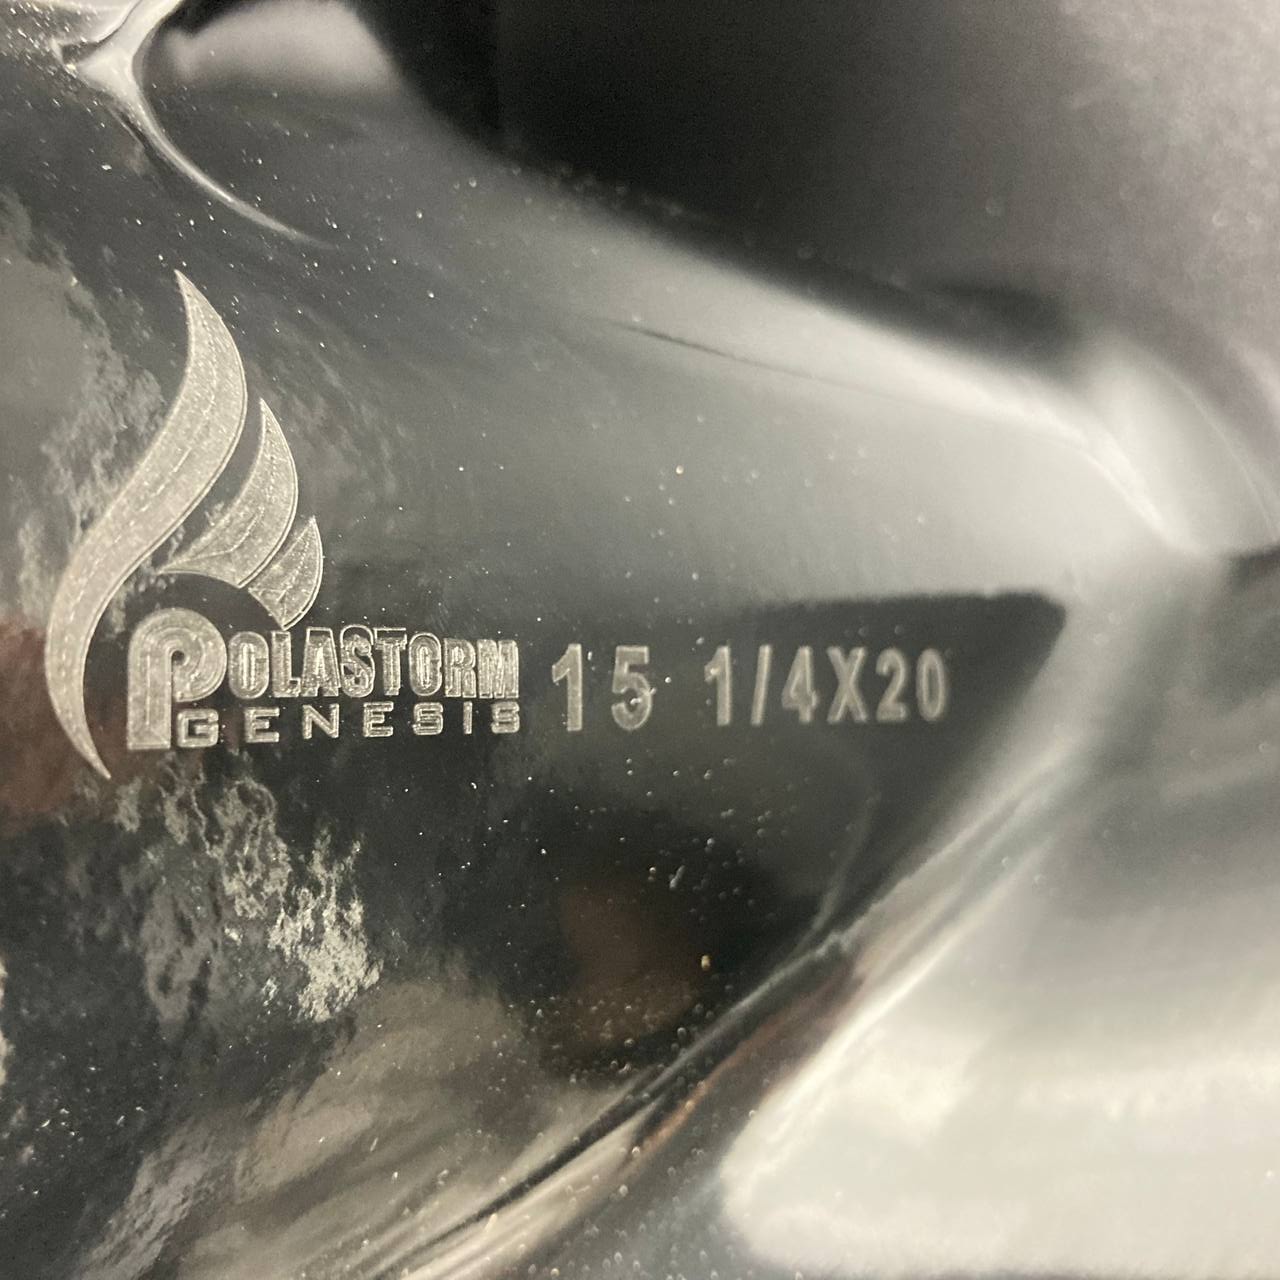 POLASTORM 15 1/4X20
GENESIS